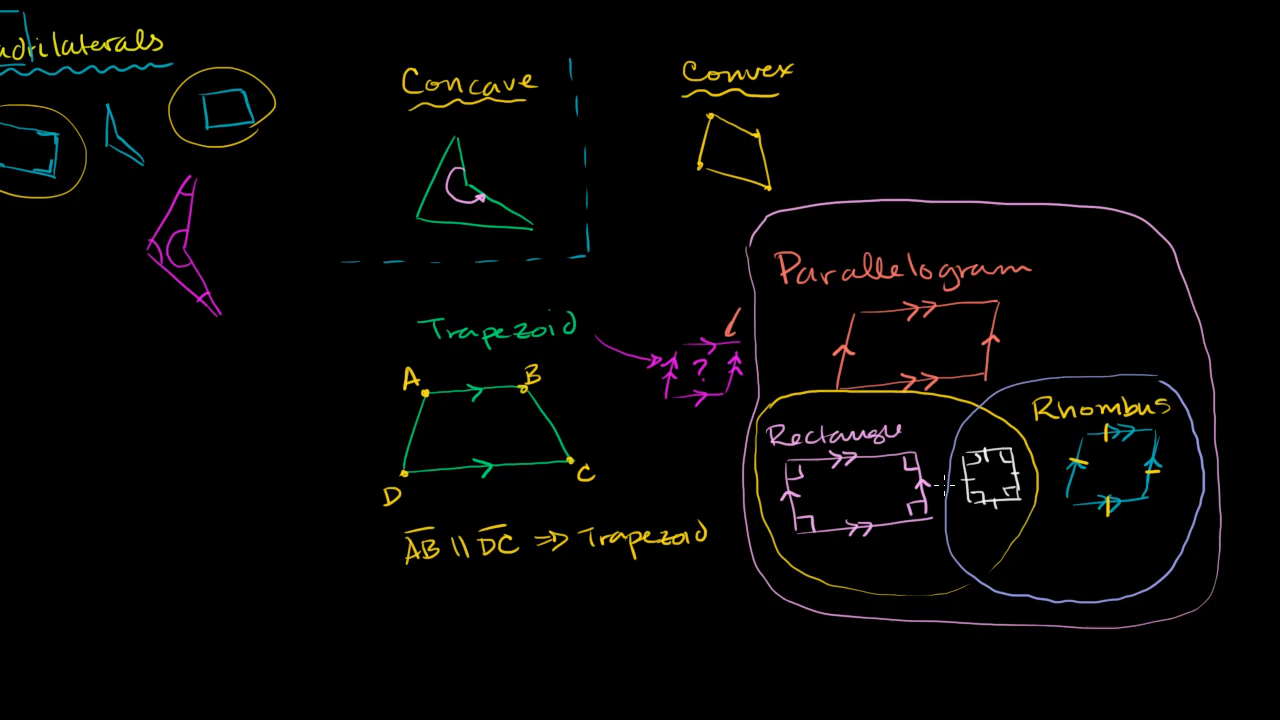 adrilaterals
Concave
Convex
Parallelogram
Trapezoid
?
A
B
C
D
Rectangle
Rhombus
AB || DC => Trapezoid